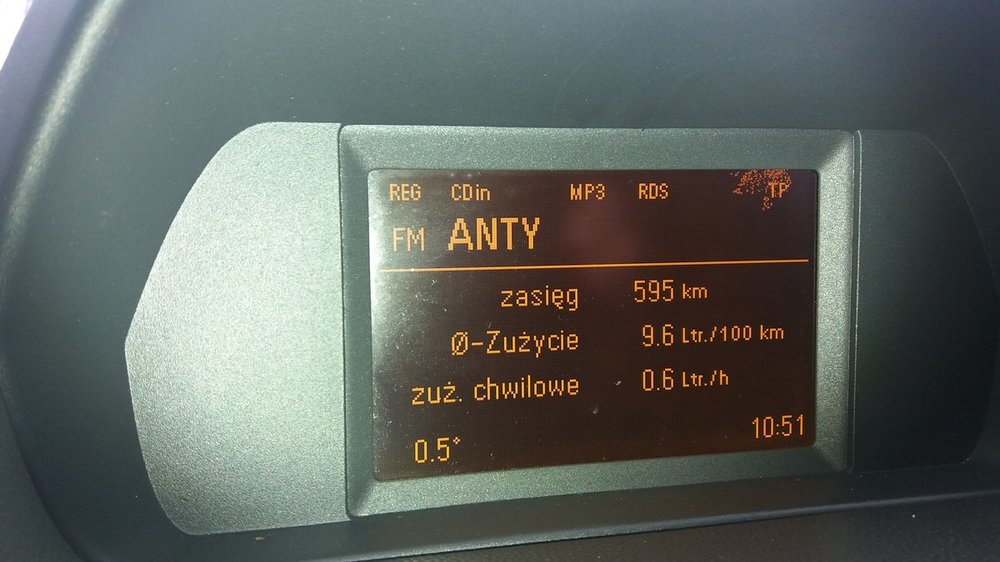 REG CDin MP3 RDS TP
FM ANTY
zasięg 595 km
Ø-Zużycie 9.6 Ltr./100 km
zuż. chwilowe 0.6 Ltr./h
0.5° 10:51